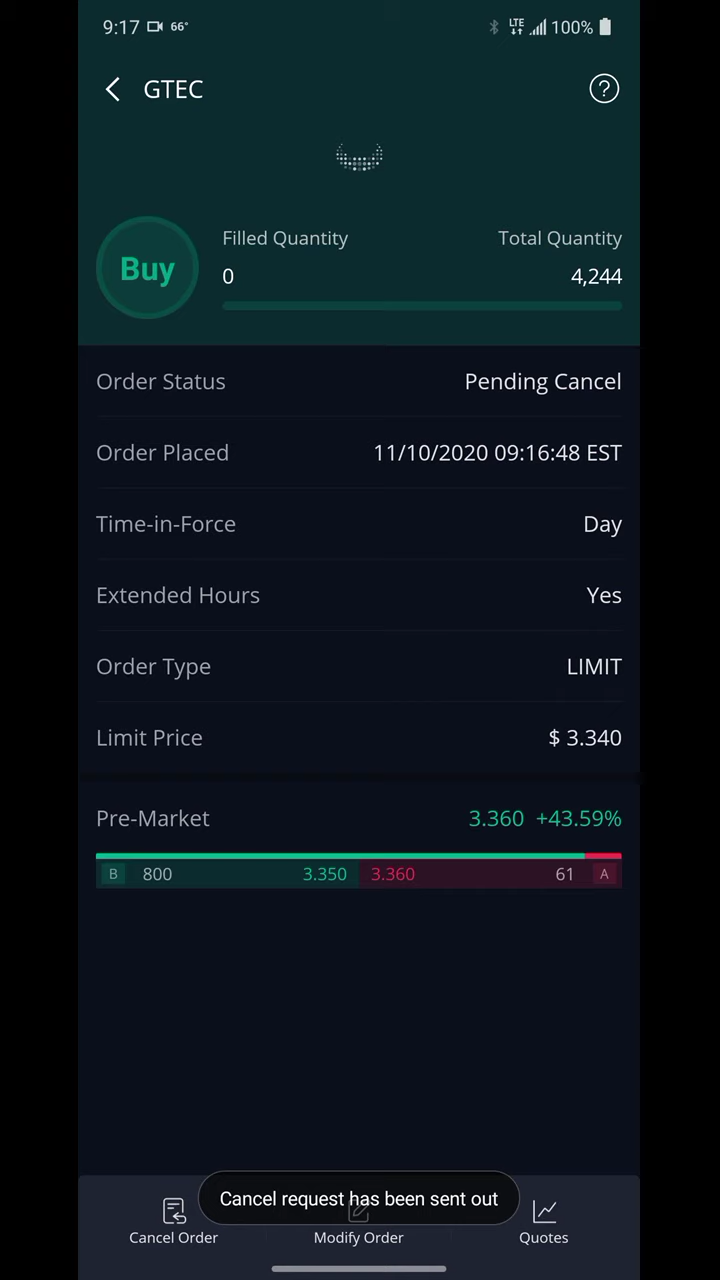 9:17 66° LTE 100%
GTEC ?
Buy
Filled Quantity Total Quantity
0 4,244
Order Status Pending Cancel
Order Placed 11/10/2020 09:16:48 EST
Time-in-Force Day
Extended Hours Yes
Order Type LIMIT
Limit Price $ 3.340
Pre-Market 3.360 +43.59%
B 800 3.350 3.360 61 A
Cancel request has been sent out
Cancel Order Modify Order Quotes